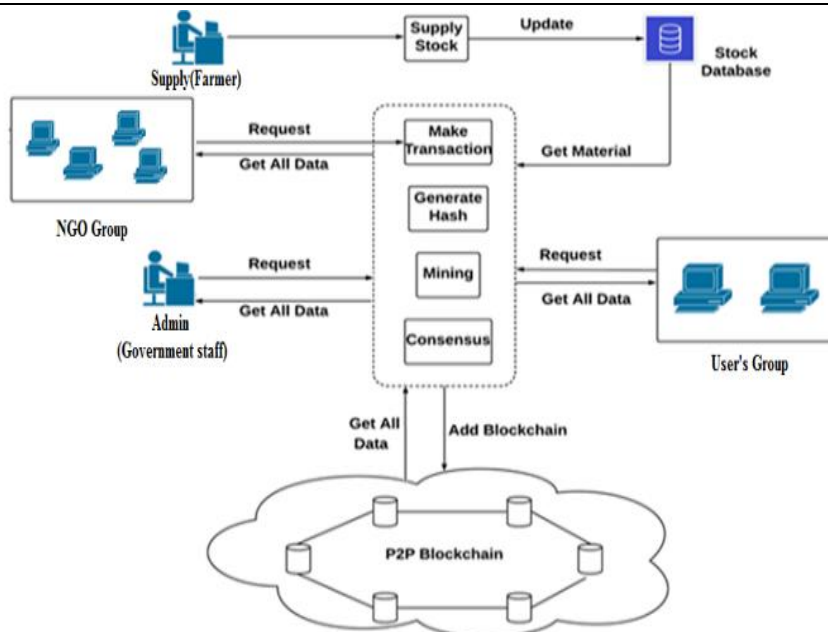 Supply
Stock
Update
Stock
Database
Supply(Farmer)
Request
Get All Data
NGO Group
Make
Transaction
Get Material
Generate
Hash
Request
Get All Data
Admin
(Government staff)
Mining
Consensus
Request
Get All Data
User's Group
Get All
Data
Add Blockchain
P2P Blockchain